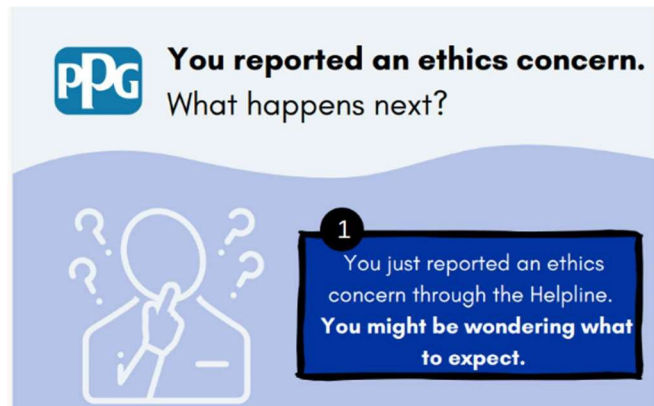 PPG
You reported an ethics concern.
What happens next?
1
You just reported an ethics
concern through the Helpline.
You might be wondering what
to expect.